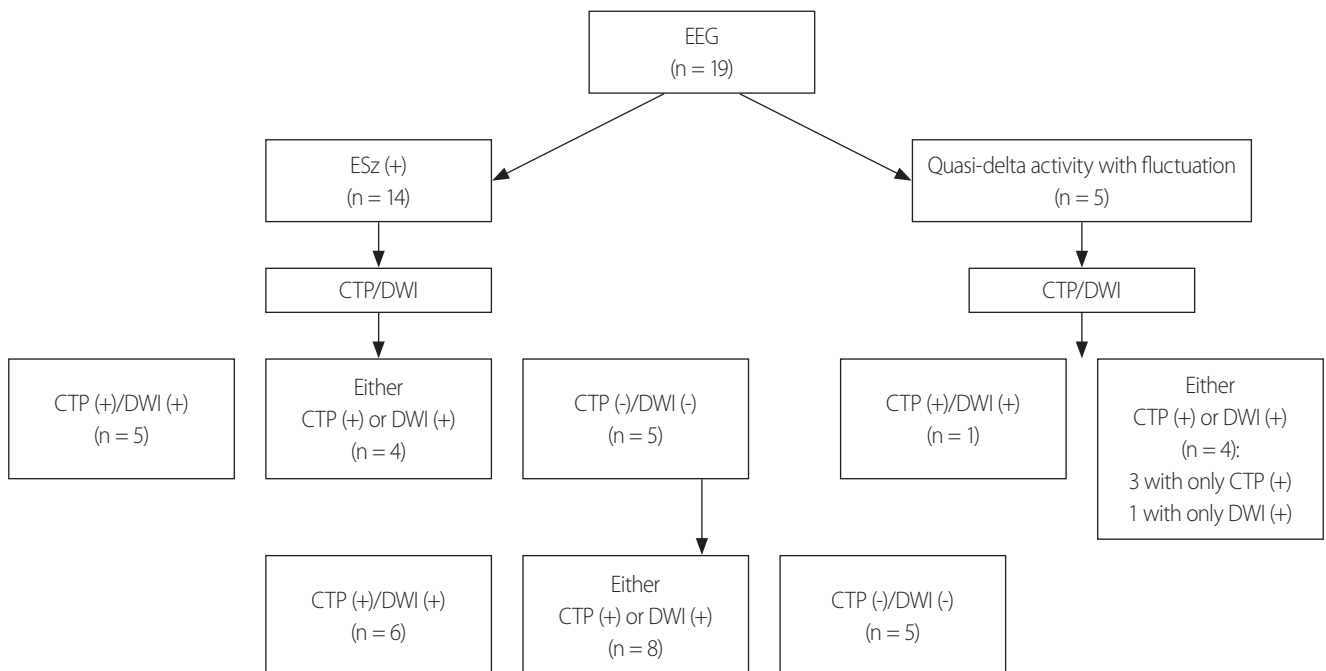 EEG
(n = 19)
ESz (+)
(n = 14)
Quasi-delta activity with fluctuation
(n = 5)
CTP/DWI
CTP/DWI
CTP (+)/DWI (+)
(n = 5)
Either
CTP (+) or DWI (+)
(n = 4)
CTP (-)/DWI (-)
(n = 5)
CTP (+)/DWI (+)
(n = 1)
Either
CTP (+) or DWI (+)
(n = 4):
3 with only CTP (+)
1 with only DWI (+)
CTP (+)/DWI (+)
(n = 6)
Either
CTP (+) or DWI (+)
(n = 8)
CTP (-)/DWI (-)
(n = 5)